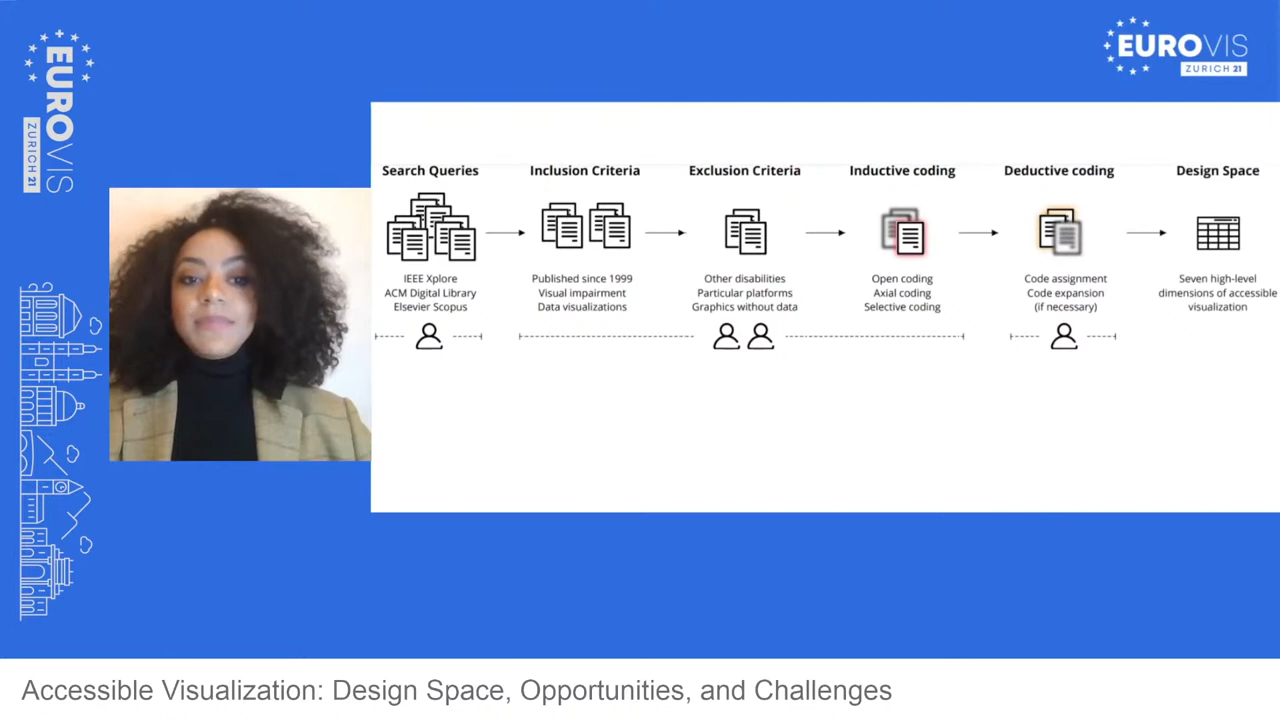 EUROVIS
ZURICH 21
EUROVIS
ZURICH 21
Search Queries
IEEE Xplore
ACM Digital Library
Elsevier Scopus
Inclusion Criteria
Published since 1999
Visual impairment
Data visualizations
Exclusion Criteria
Other disabilities
Particular platforms
Graphics without data
Inductive coding
Open coding
Axial coding
Selective coding
Deductive coding
Code assignment
Code expansion
(if necessary)
Design Space
Seven high-level
dimensions of accessible
visualization
Accessible Visualization: Design Space, Opportunities, and Challenges